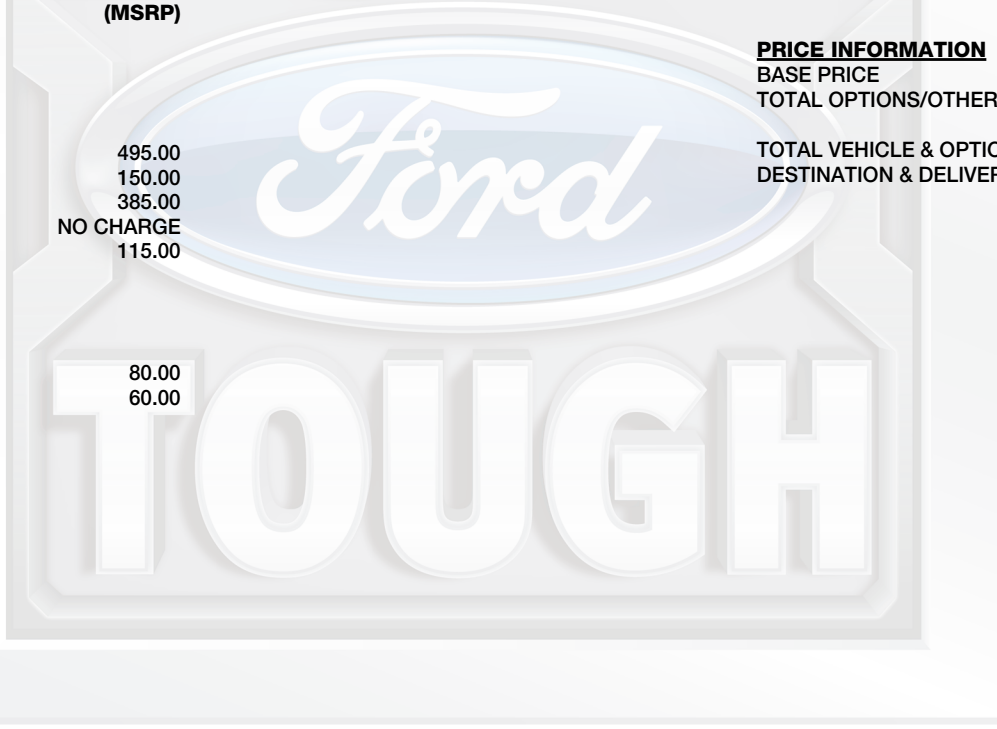 (MSRP)
495.00
150.00
385.00
NO CHARGE
115.00
80.00
60.00
PRICE INFORMATION
BASE PRICE
TOTAL OPTIONS/OTHER
TOTAL VEHICLE & OPTIO
DESTINATION & DELIVER
Ford
TOUGH